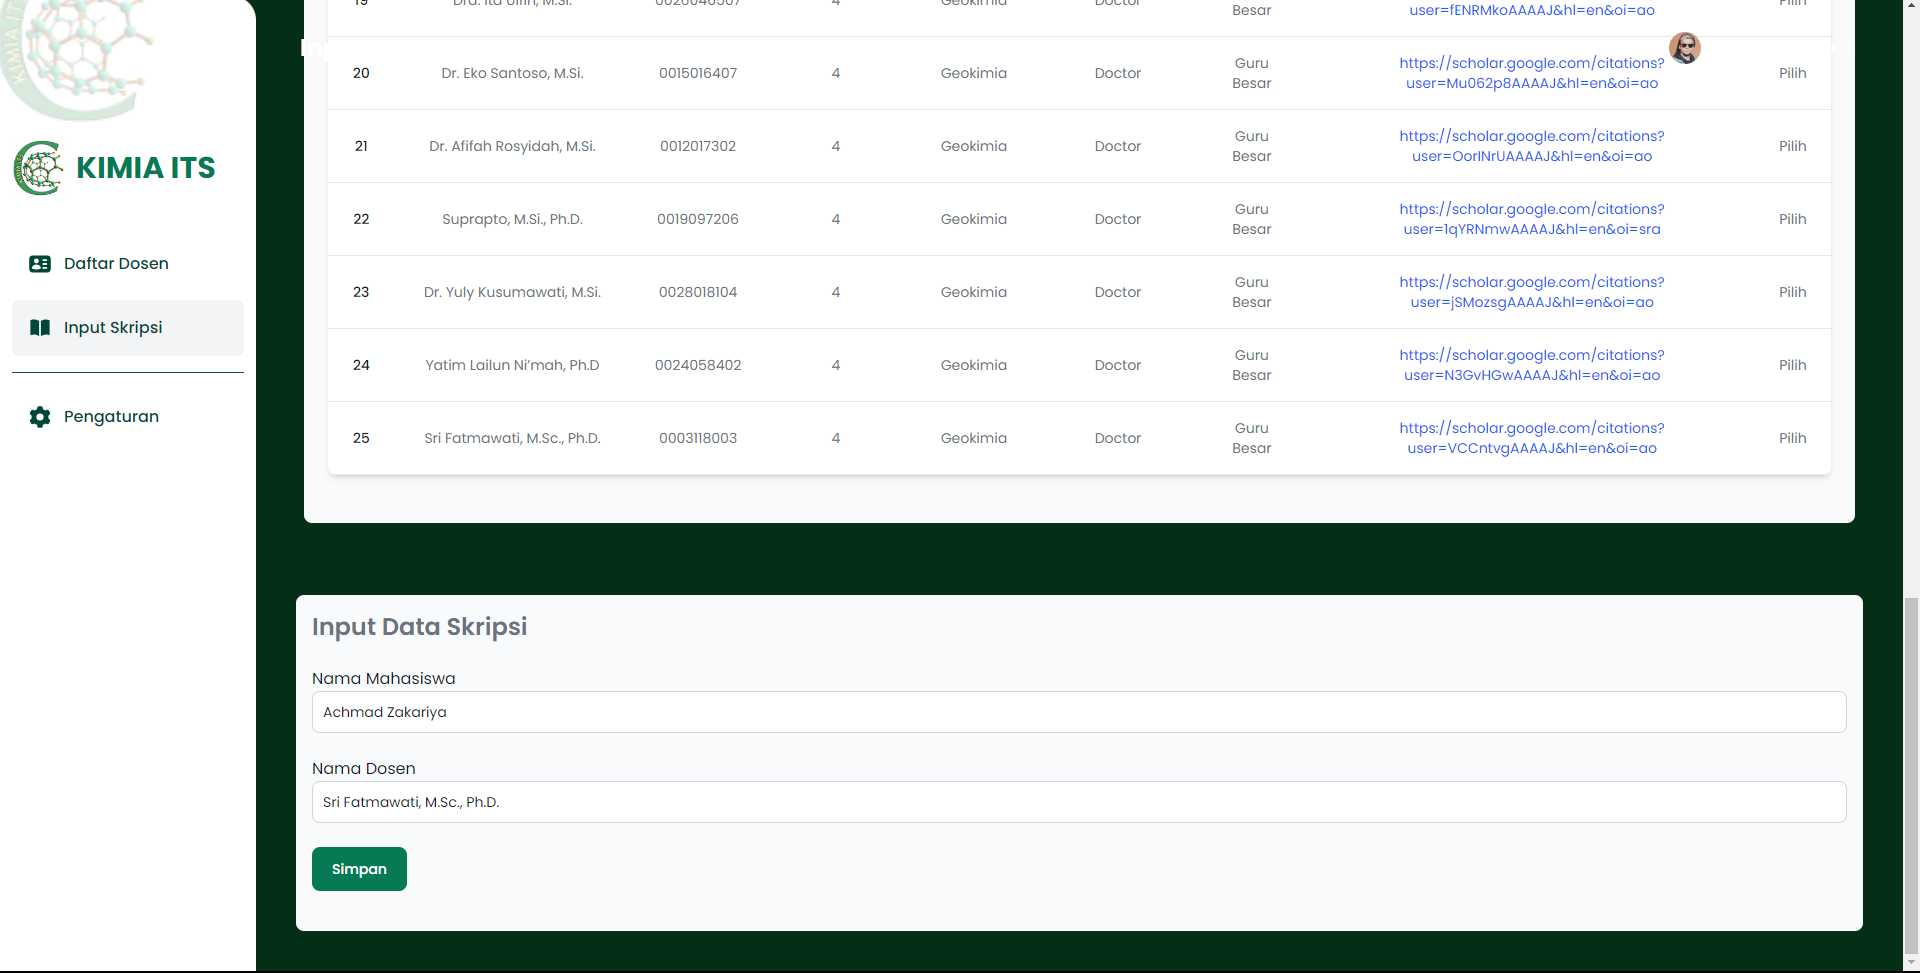 KIMIA ITS
Daftar Dosen
Input Skripsi
Pengaturan
19 Dra. Ita Ulfin, M.Si. 0026046507 4 Geokimia Doctor Besar user=fENRMkoAAAAJ&hl=en&oi=ao Pilih
20 Dr. Eko Santoso, M.Si. 0015016407 4 Geokimia Doctor Guru Besar https://scholar.google.com/citations?user=Mu062p8AAAAJ&hl=en&oi=ao Pilih
21 Dr. Afifah Rosyidah, M.Si. 0012017302 4 Geokimia Doctor Guru Besar https://scholar.google.com/citations?user=OorINrUAAAAJ&hl=en&oi=ao Pilih
22 Suprapto, M.Si., Ph.D. 0019097206 4 Geokimia Doctor Guru Besar https://scholar.google.com/citations?user=1qYRNmwAAAAJ&hl=en&oi=sra Pilih
23 Dr. Yuly Kusumawati, M.Si. 0028018104 4 Geokimia Doctor Guru Besar https://scholar.google.com/citations?user=jSMozsgAAAAJ&hl=en&oi=ao Pilih
24 Yatim Lailun Ni’mah, Ph.D 0024058402 4 Geokimia Doctor Guru Besar https://scholar.google.com/citations?user=N3GvHGwAAAAJ&hl=en&oi=ao Pilih
25 Sri Fatmawati, M.Sc., Ph.D. 0003118003 4 Geokimia Doctor Guru Besar https://scholar.google.com/citations?user=VCCntvgAAAAJ&hl=en&oi=ao Pilih
Input Data Skripsi
Nama Mahasiswa
Achmad Zakariya
Nama Dosen
Sri Fatmawati, M.Sc., Ph.D.
Simpan